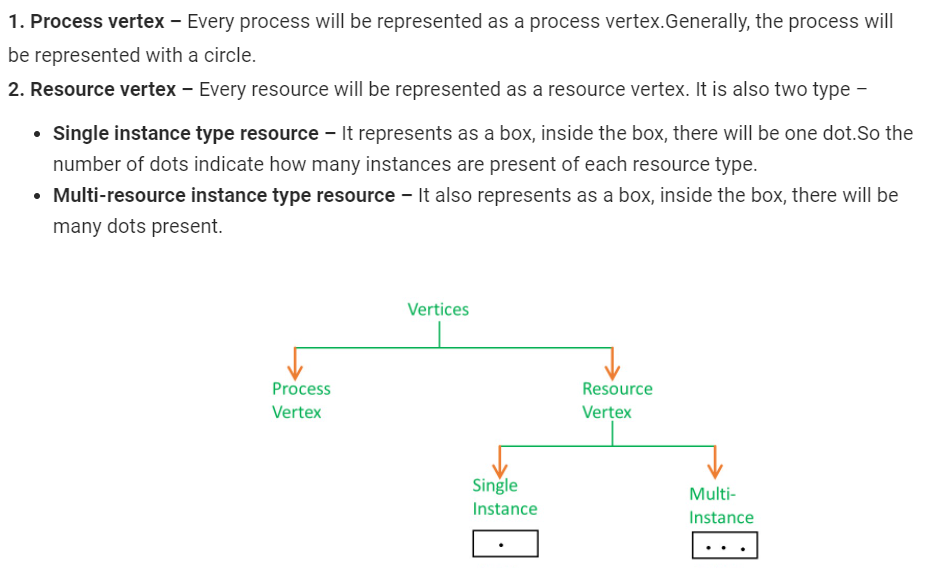 1. Process vertex – Every process will be represented as a process vertex.Generally, the process will
be represented with a circle.
2. Resource vertex – Every resource will be represented as a resource vertex. It is also two type –
• Single instance type resource – It represents as a box, inside the box, there will be one dot.So the
number of dots indicate how many instances are present of each resource type.
• Multi-resource instance type resource – It also represents as a box, inside the box, there will be
many dots present.
Vertices
Process
Vertex
Resource
Vertex
Single
Instance
Multi-
Instance